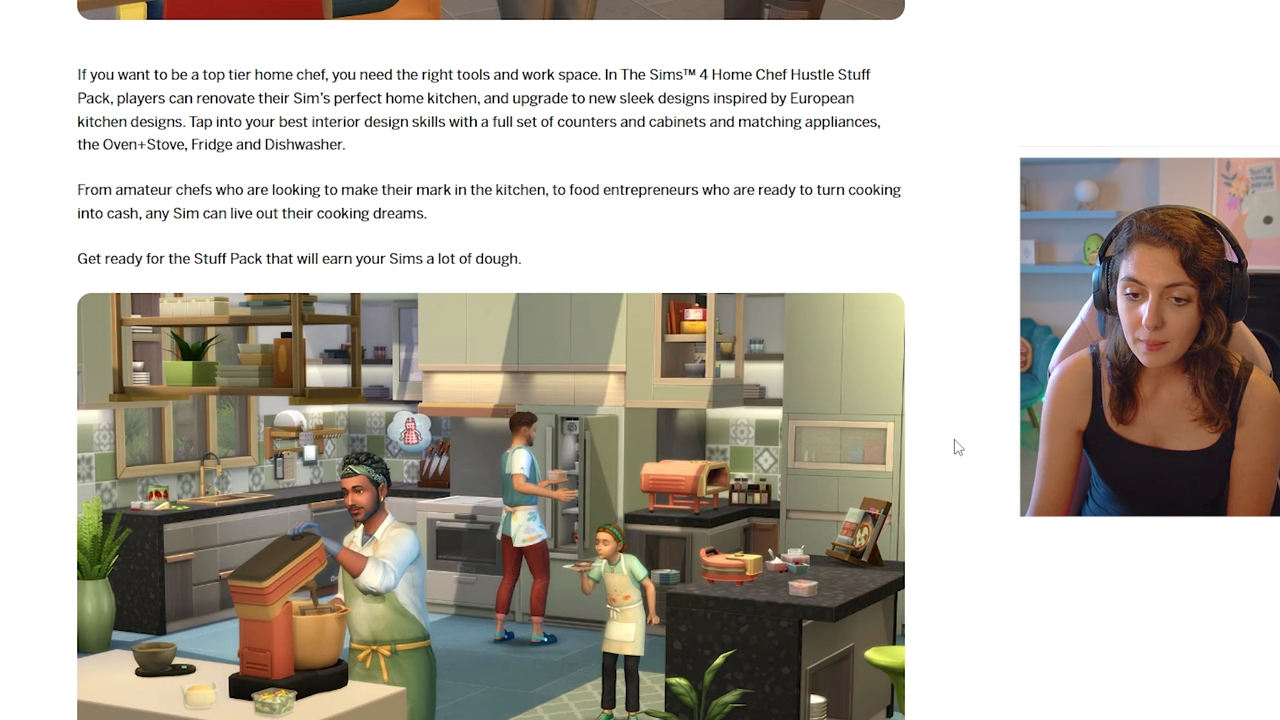 If you want to be a top tier home chef, you need the right tools and work space. In The Sims™ 4 Home Chef Hustle Stuff
Pack, players can renovate their Sim's perfect home kitchen, and upgrade to new sleek designs inspired by European
kitchen designs. Tap into your best interior design skills with a full set of counters and cabinets and matching appliances,
the Oven+Stove, Fridge and Dishwasher.
From amateur chefs who are looking to make their mark in the kitchen, to food entrepreneurs who are ready to turn cooking
into cash, any Sim can live out their cooking dreams.
Get ready for the Stuff Pack that will earn your Sims a lot of dough.